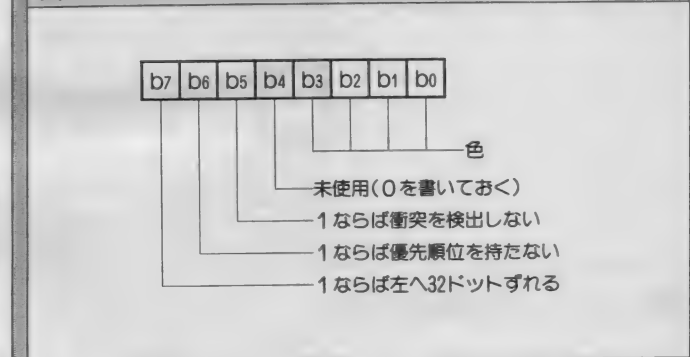 b7 b6 b5 b4 b3 b2 b1 b0
色
未使用(0を書いておく)
1ならば衝突を検出しない
1ならば優先順位を持たない
1ならば左へ32ドットずれる